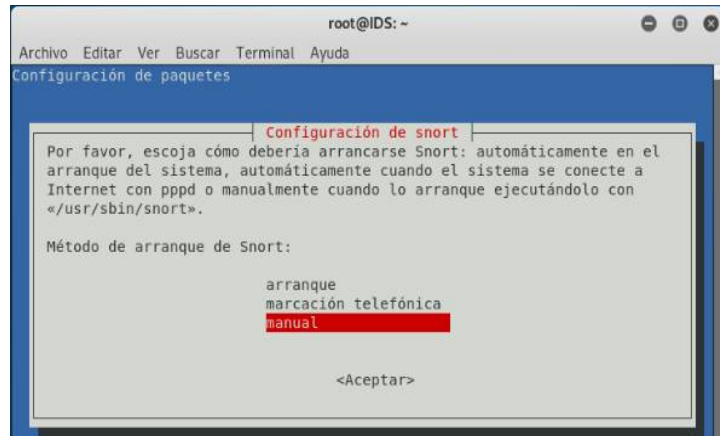 root@IDS: ~
Archivo Editar Ver Buscar Terminal Ayuda
Configuración de paquetes
Configuración de snort
Por favor, escoja cómo debería arrancarse Snort: automáticamente en el
arranque del sistema, automáticamente cuando el sistema se conecte a
Internet con pppd o manualmente cuando lo arranque ejecutándolo con
«/usr/sbin/snort».
Método de arranque de Snort:
arranque
marcación telefónica
manual
<Aceptar>